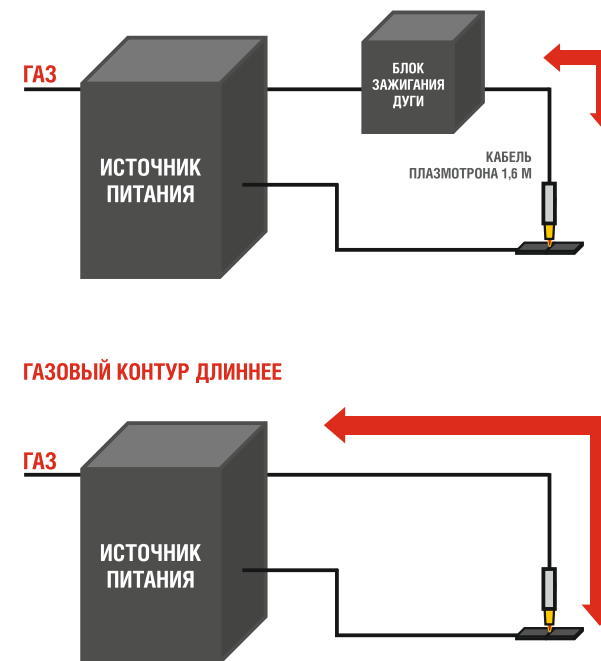 ГАЗ
БЛОК
ЗАЖИГАНИЯ
ДУГИ
ИСТОЧНИК
ПИТАНИЯ
КАБЕЛЬ
ПЛАЗМОТРОНА 1,6 М
ГАЗОВЫЙ КОНТУР ДЛИННЕЕ
ГАЗ
ИСТОЧНИК
ПИТАНИЯ